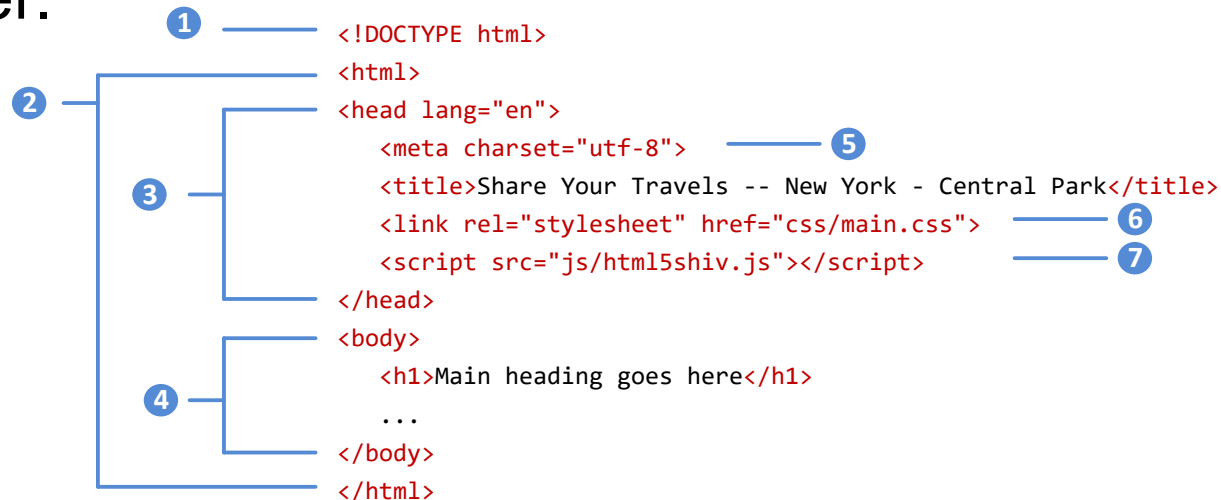 er.
1 <!DOCTYPE html>
2 <html>
3 <head lang="en">
<meta charset="utf-8"> 5
<title>Share Your Travels -- New York - Central Park</title>
<link rel="stylesheet" href="css/main.css"> 6
<script src="js/html5shiv.js"></script> 7
</head>
4 <body>
<h1>Main heading goes here</h1>
...
</body>
</html>